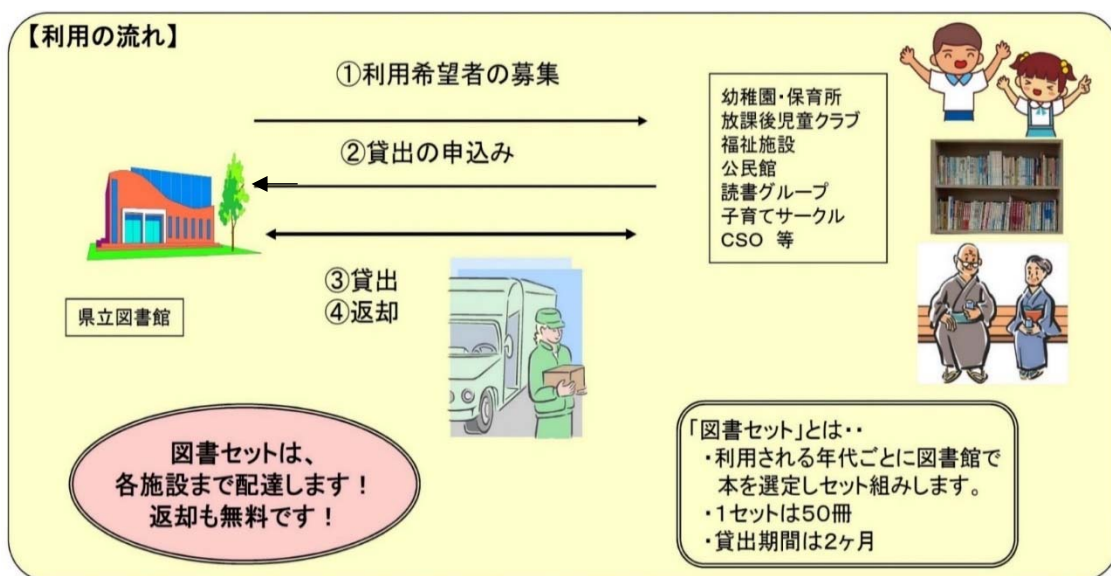 【利用の流れ】
①利用希望者の募集
②貸出の申込み
③貸出
④返却
県立図書館
幼稚園・保育所
放課後児童クラブ
福祉施設
公民館
読書グループ
子育てサークル
CSO 等
図書セットは、
各施設まで配達します！
返却も無料です！
「図書セット」とは‥
・利用される年代ごとに図書館で
本を選定しセット組みします。
・1セットは50冊
・貸出期間は2ヶ月